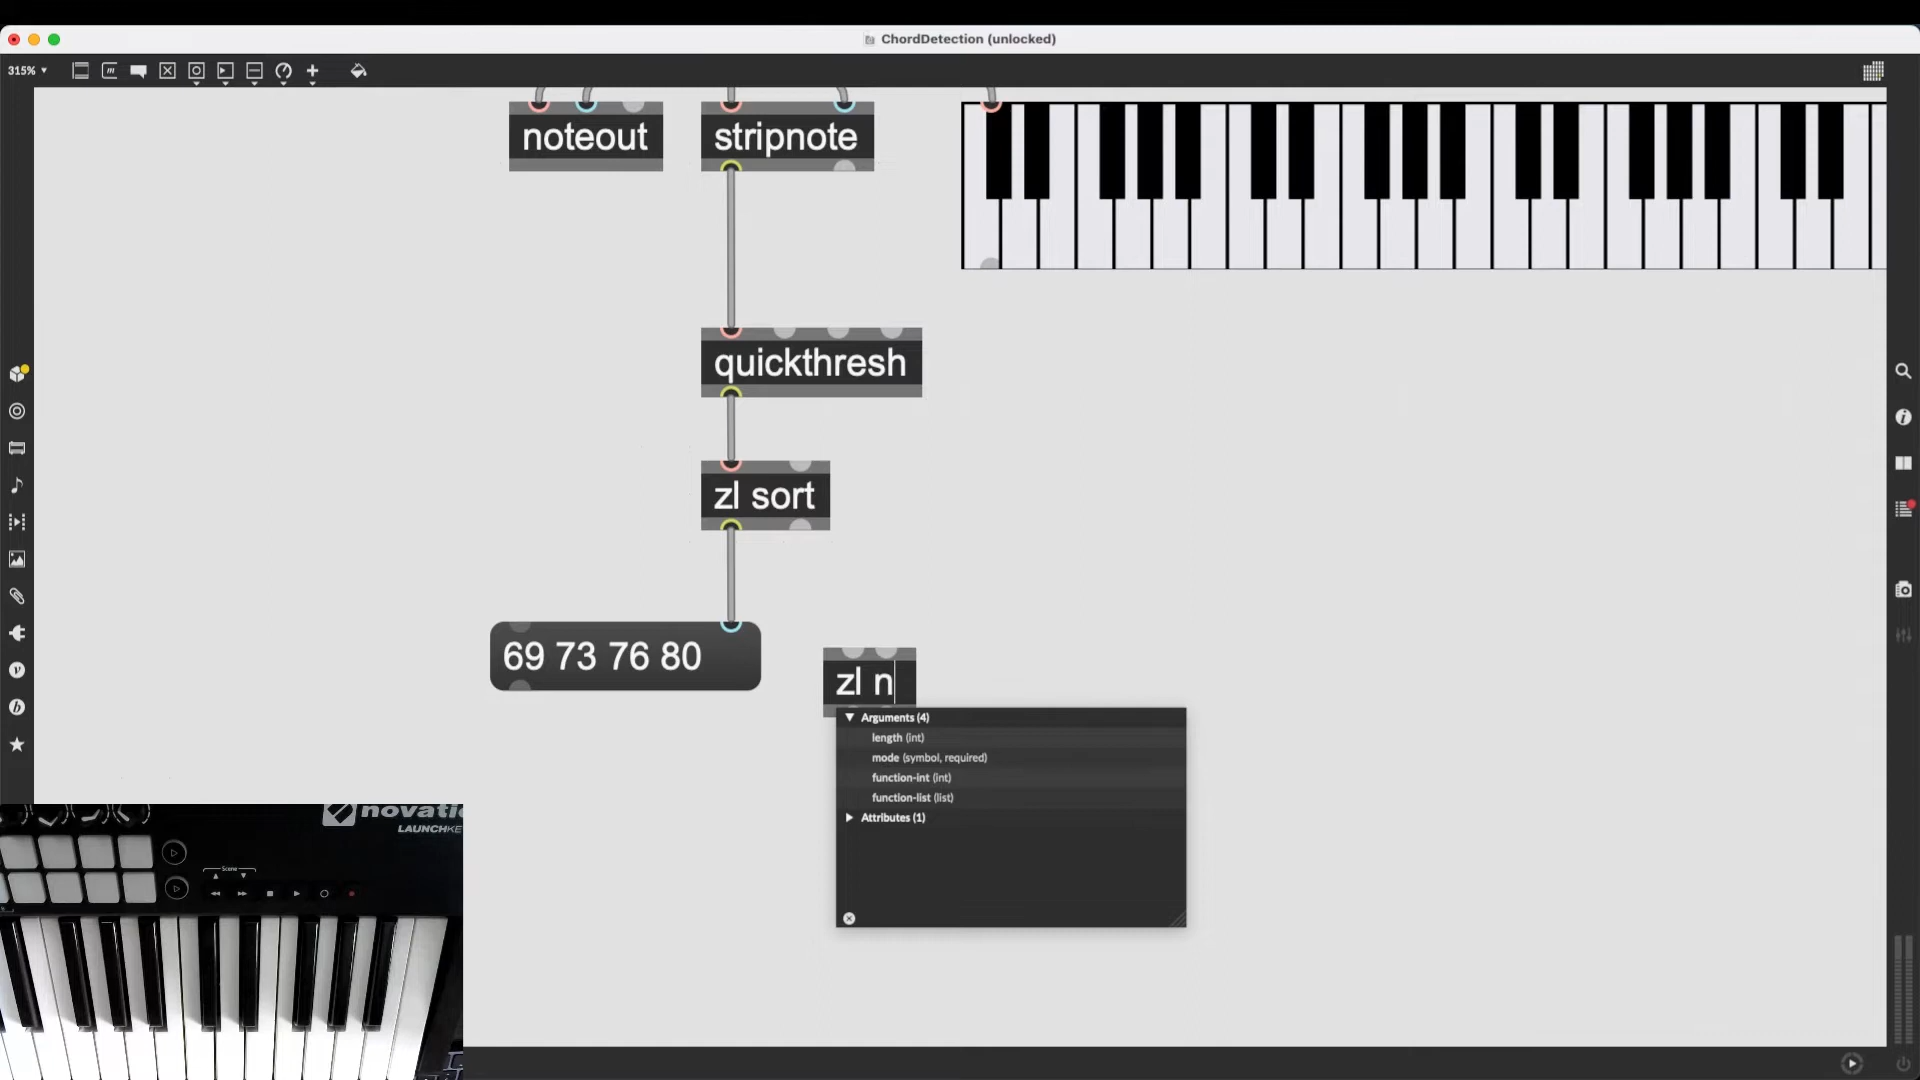 ChordDetection (unlocked)
315%
noteout
stripnote
quickthresh
zl sort
69 73 76 80
zl n
Arguments (4)
length (int)
mode (symbol, required)
function-int (int)
function-list (list)
Attributes (1)
novati
LAUNCHKE
Scene